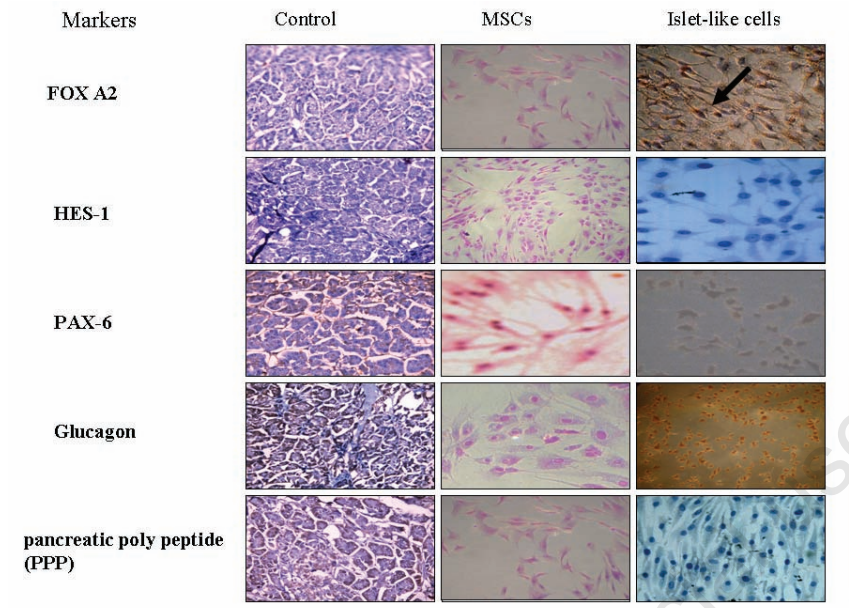 Markers Control MSCs Islet-like cells
FOX A2
HES-1
PAX-6
Glucagon
pancreatic poly peptide
(PPP)